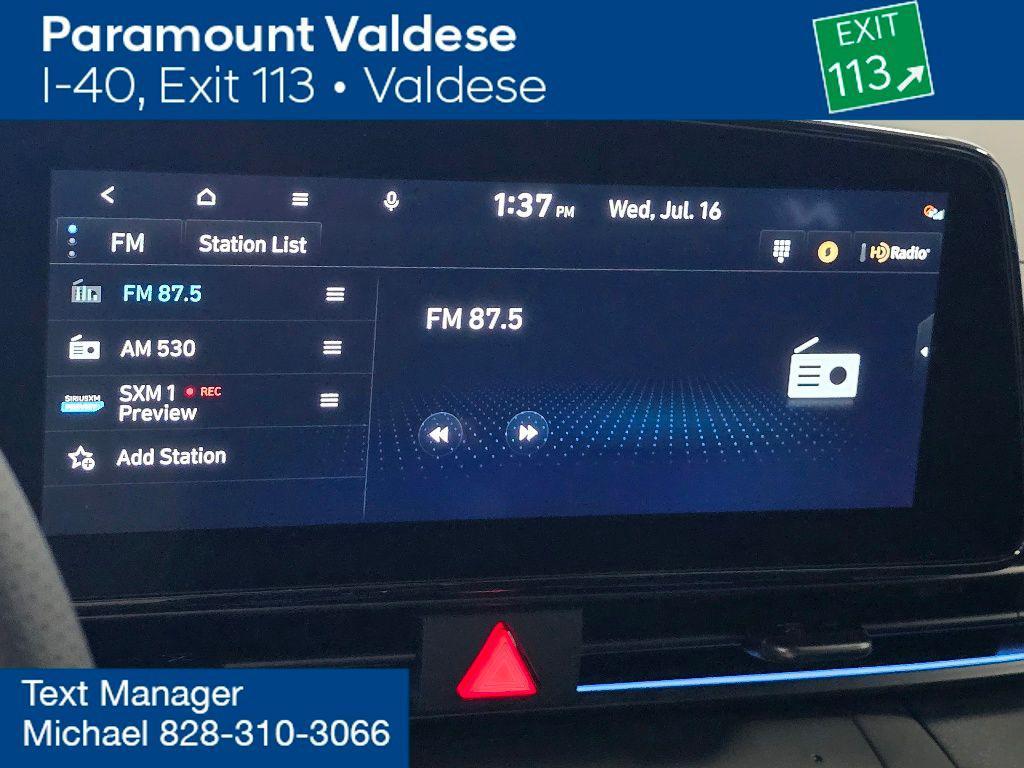 Paramount Valdese
I-40, Exit 113 • Valdese
EXIT
113
1:37 PM Wed, Jul. 16
FM Station List
HD Radio
FM 87.5
AM 530
SIRIUSXM
SXM 1 REC
Preview
Add Station
FM 87.5
Text Manager
Michael 828-310-3066